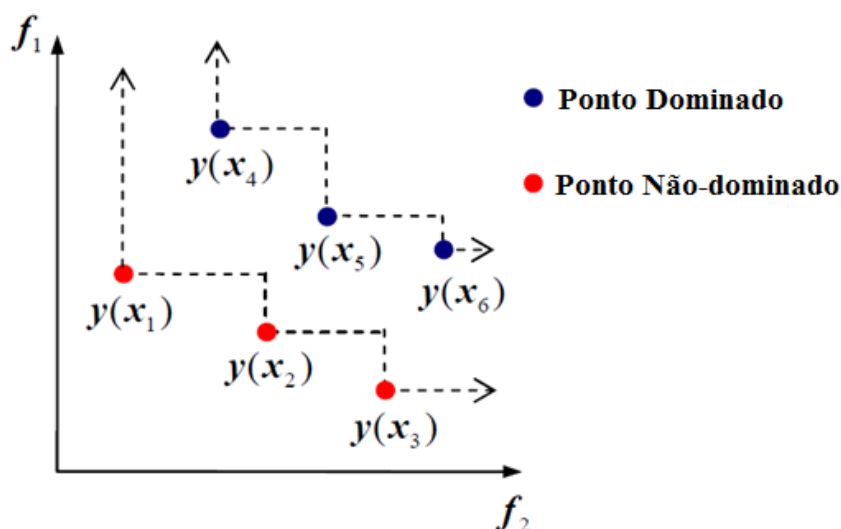 f₁
Ponto Dominado
y(x₄)
Ponto Não-dominado
y(x₅)
y(x₆)
y(x₁)
y(x₂)
y(x₃)
f₂